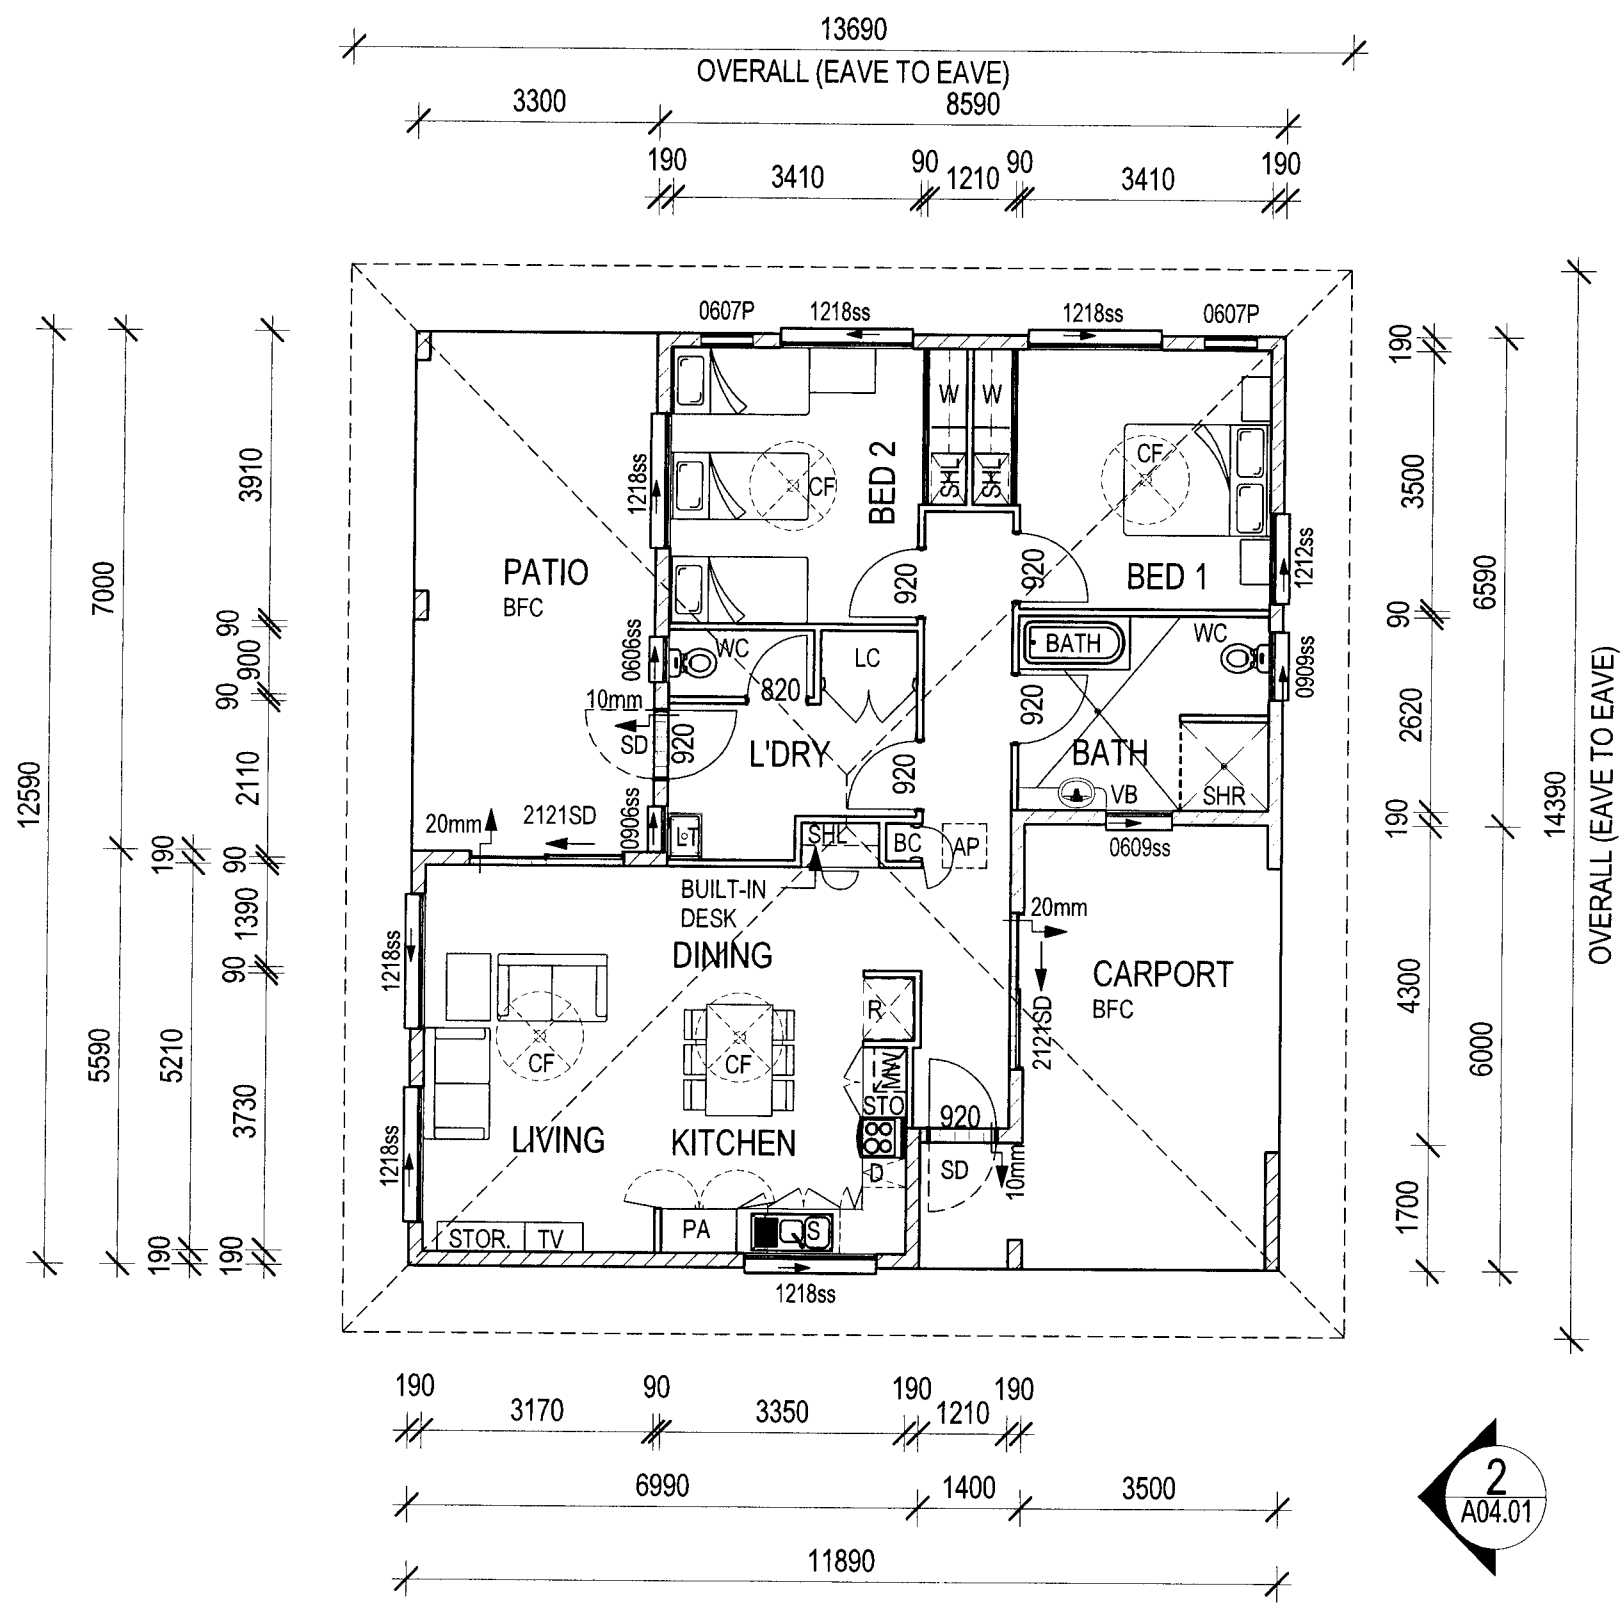 13690
OVERALL (EAVE TO EAVE)
3300
8590
190
3410
90
1210
90
3410
190
0607P
1218ss
1218ss
0607P
W
W
SHL
SHL
CF
CF
BED 2
BED 1
1218ss
1212ss
920
920
PATIO
BFC
0606ss
WC
LC
BATH
WC
0909ss
10mm
820
SD
920
L'DRY
920
920
BATH
VB
SHR
20mm
2121SD
0906ss
LT
SHL
BC
AP
0609ss
BUILT-IN
DESK
DINING
20mm
CARPORT
BFC
2121SD
1218ss
CF
CF
R
MW
STO
920
LIVING
KITCHEN
1218ss
D
SD
10mm
STOR.
TV
PA
S
1218ss
12590
7000
5590
190
5210
190
3910
90
900
90
2110
90
1390
90
3730
190
190
3500
90
2620
190
4300
1700
6590
6000
14390
OVERALL (EAVE TO EAVE)
190
3170
90
3350
190
1210
190
6990
1400
3500
11890
2
A04.01